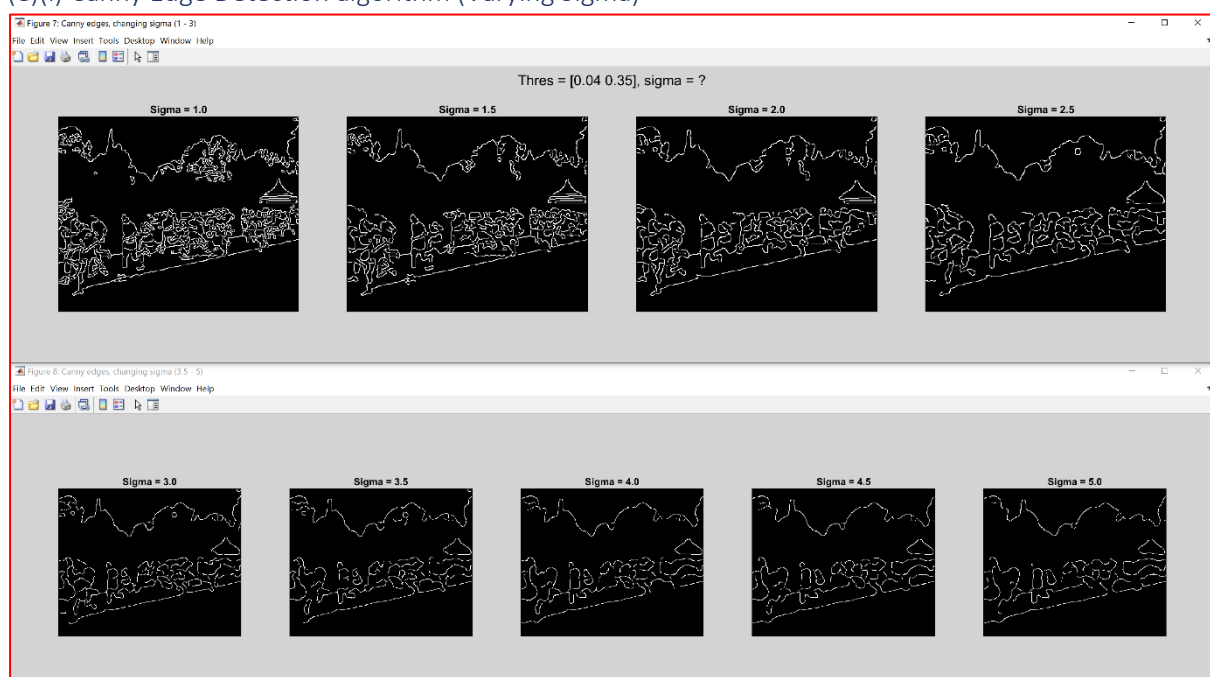 (e)(i) Canny Edge Detection algorithm (Varying Sigma)
Figure 7: Canny edges, changing sigma (1 - 3)
File Edit View Insert Tools Desktop Window Help
Thres = [0.04 0.35], sigma = ?
Sigma = 1.0 Sigma = 1.5 Sigma = 2.0 Sigma = 2.5
Figure 8: Canny edges, changing sigma (3.5 - 5)
File Edit View Insert Tools Desktop Window Help
Sigma = 3.0 Sigma = 3.5 Sigma = 4.0 Sigma = 4.5 Sigma = 5.0